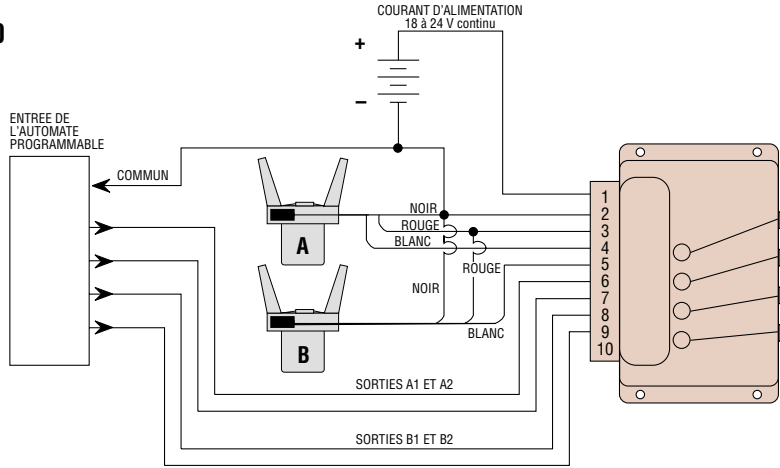 COURANT D'ALIMENTATION
18 à 24 V continu
+
–
ENTREE DE
L'AUTOMATE
PROGRAMMABLE
COMMUN
NOIR
ROUGE
BLANC
A
ROUGE
NOIR
BLANC
B
1
2
3
4
5
6
7
8
9
10
SORTIES A1 ET A2
SORTIES B1 ET B2